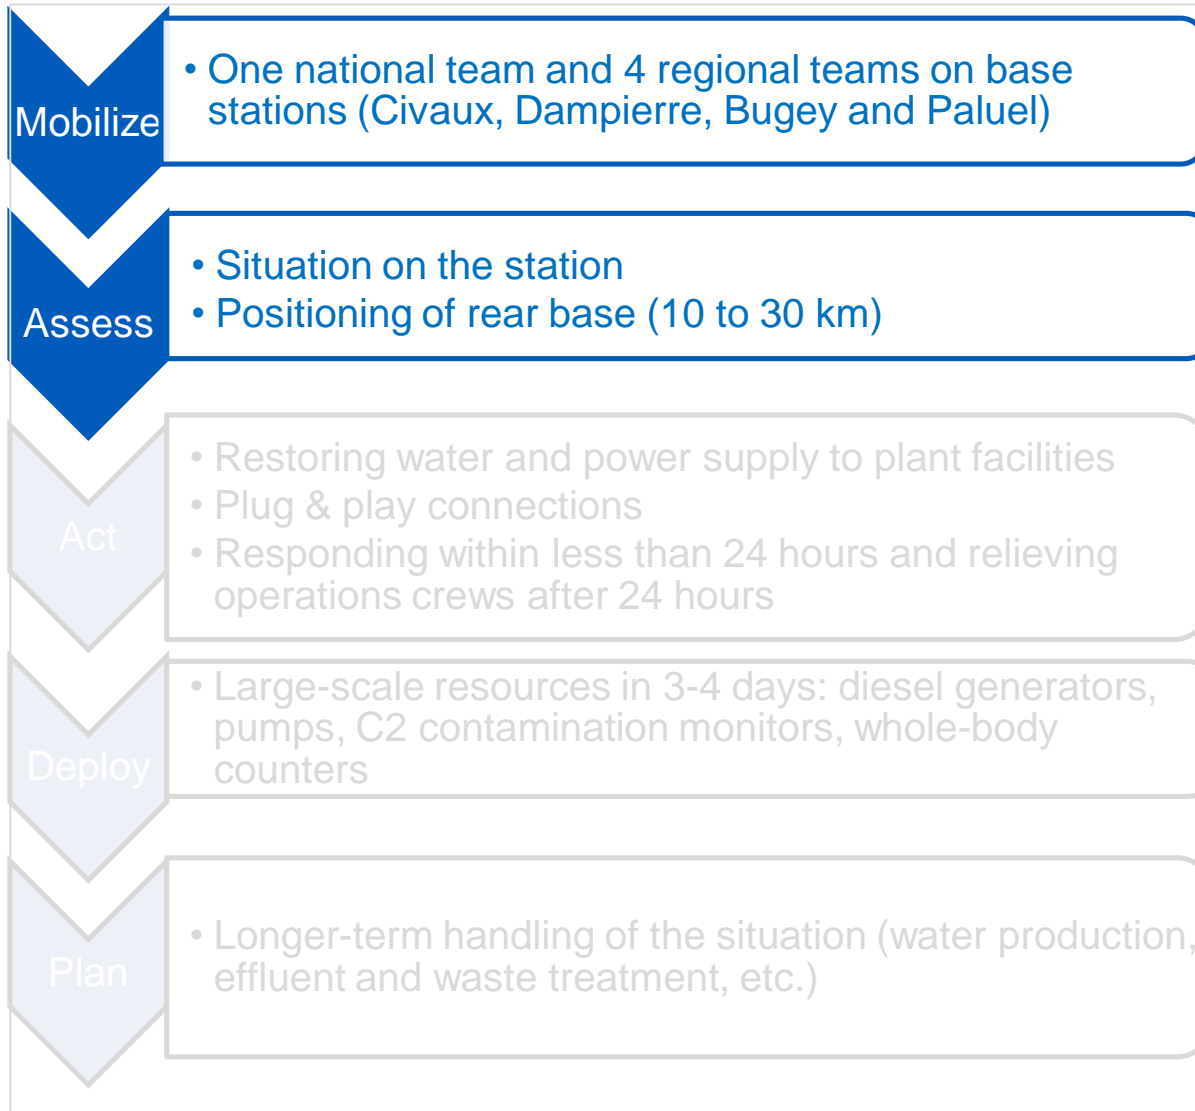 Mobilize
• One national team and 4 regional teams on base
stations (Civaux, Dampierre, Bugey and Paluel)
Assess
• Situation on the station
• Positioning of rear base (10 to 30 km)
Act
• Restoring water and power supply to plant facilities
• Plug & play connections
• Responding within less than 24 hours and relieving
operations crews after 24 hours
Deploy
• Large-scale resources in 3-4 days: diesel generators,
pumps, C2 contamination monitors, whole-body
counters
Plan
• Longer-term handling of the situation (water production,
effluent and waste treatment, etc.)